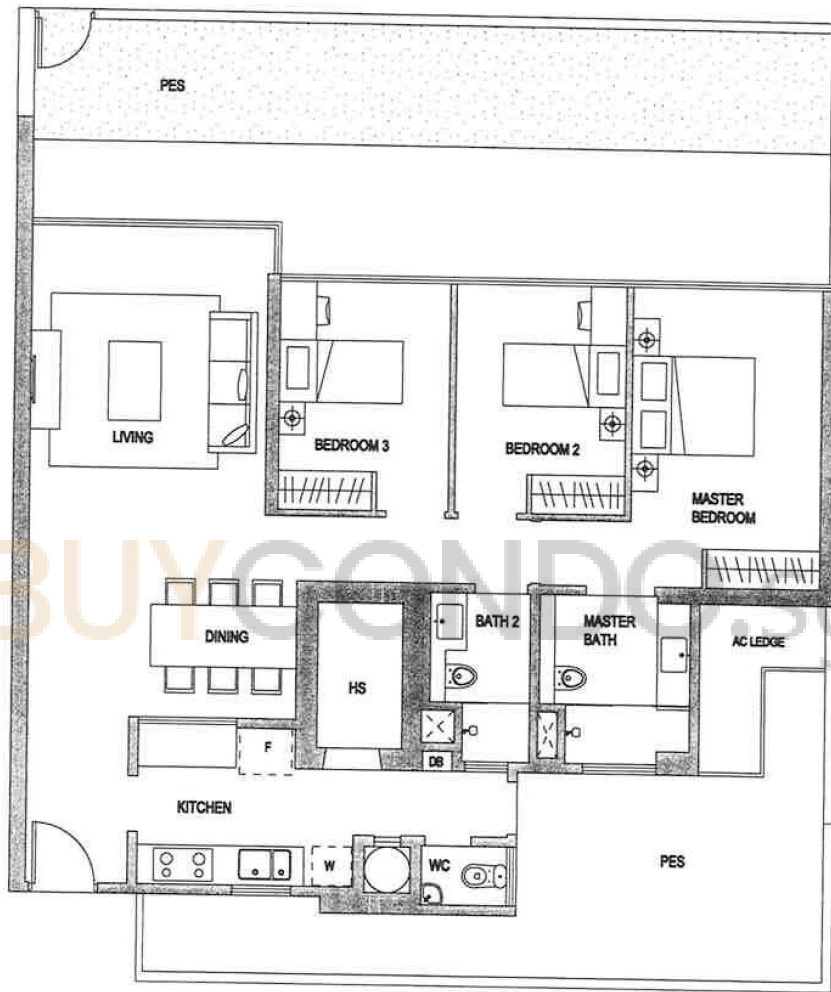 PES
LIVING
BEDROOM 3
BEDROOM 2
MASTER
BEDROOM
BUYCONDO.
DINING
HS
BATH 2
MASTER
BATH
AC LEDGE
F
DB
KITCHEN
W
WC
PES